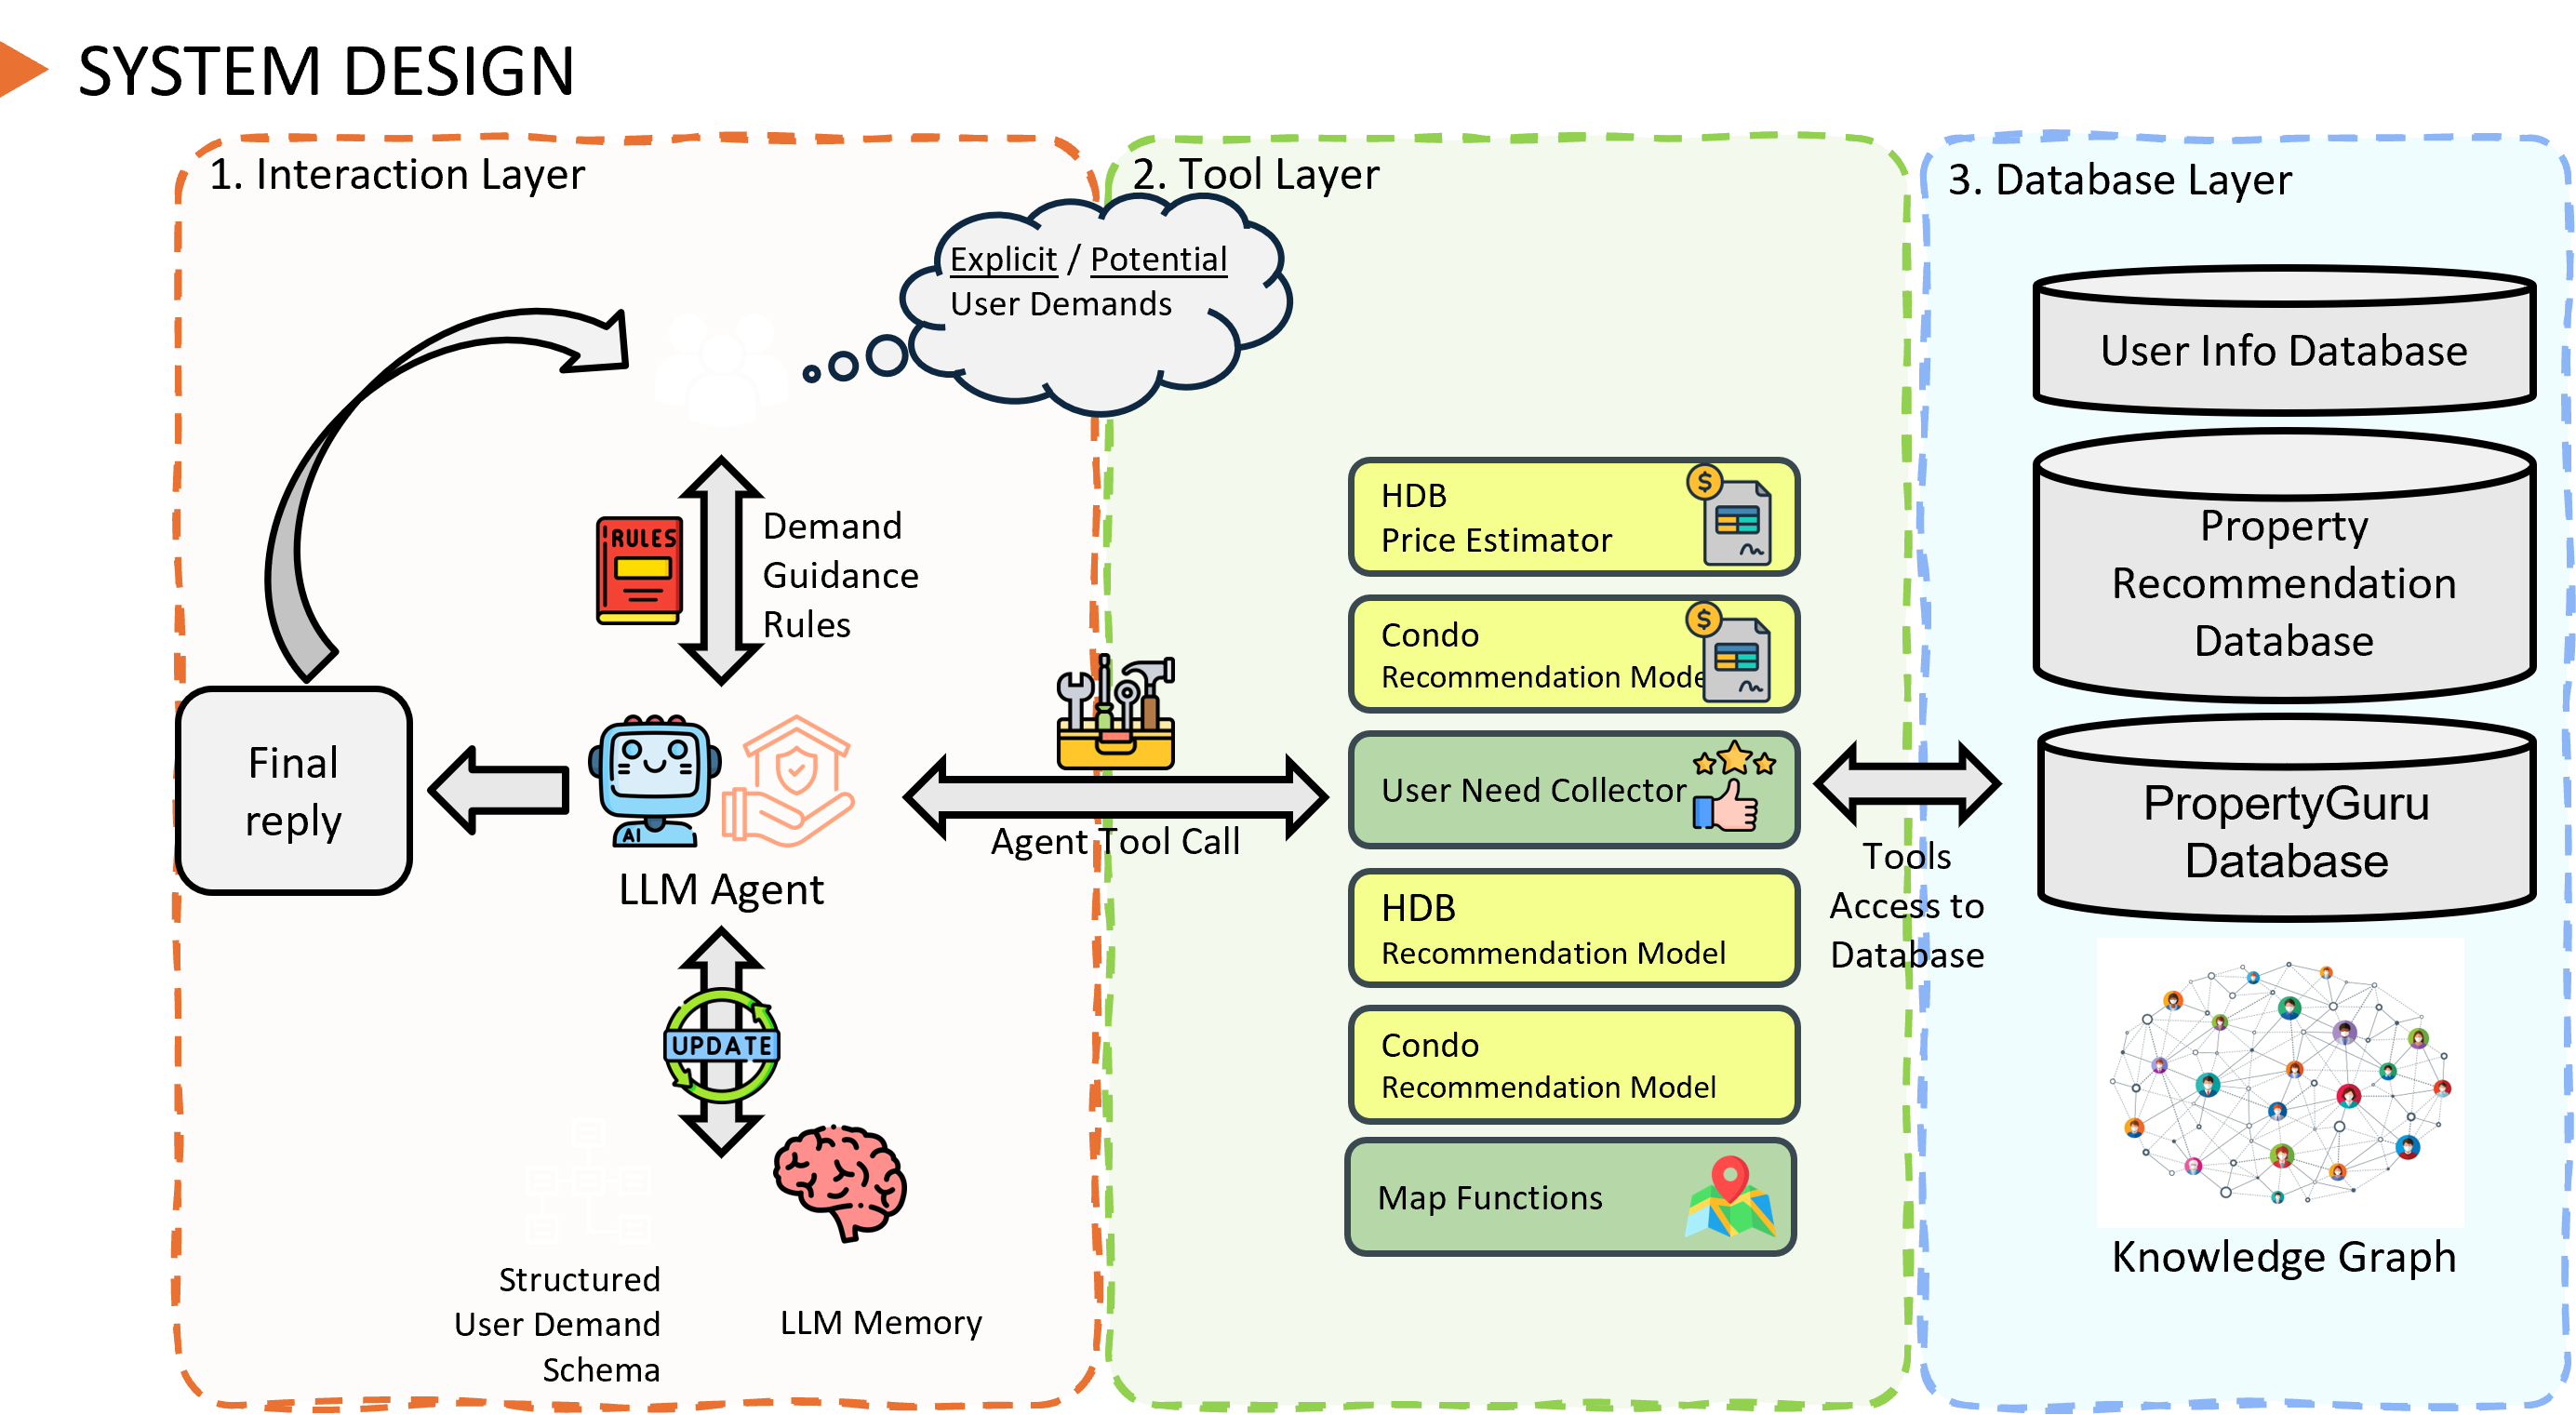 SYSTEM DESIGN
1. Interaction Layer
Explicit / Potential
User Demands
RULES
Demand
Guidance
Rules
Final
reply
AI
LLM Agent
UPDATE
Structured
User Demand
Schema
LLM Memory
Agent Tool Call
2. Tool Layer
HDB
Price Estimator
$
Condo
Recommendation Mode
$
User Need Collector
HDB
Recommendation Model
Condo
Recommendation Model
Map Functions
Tools
Access to
Database
3. Database Layer
User Info Database
Property
Recommendation
Database
PropertyGuru
Database
Knowledge Graph